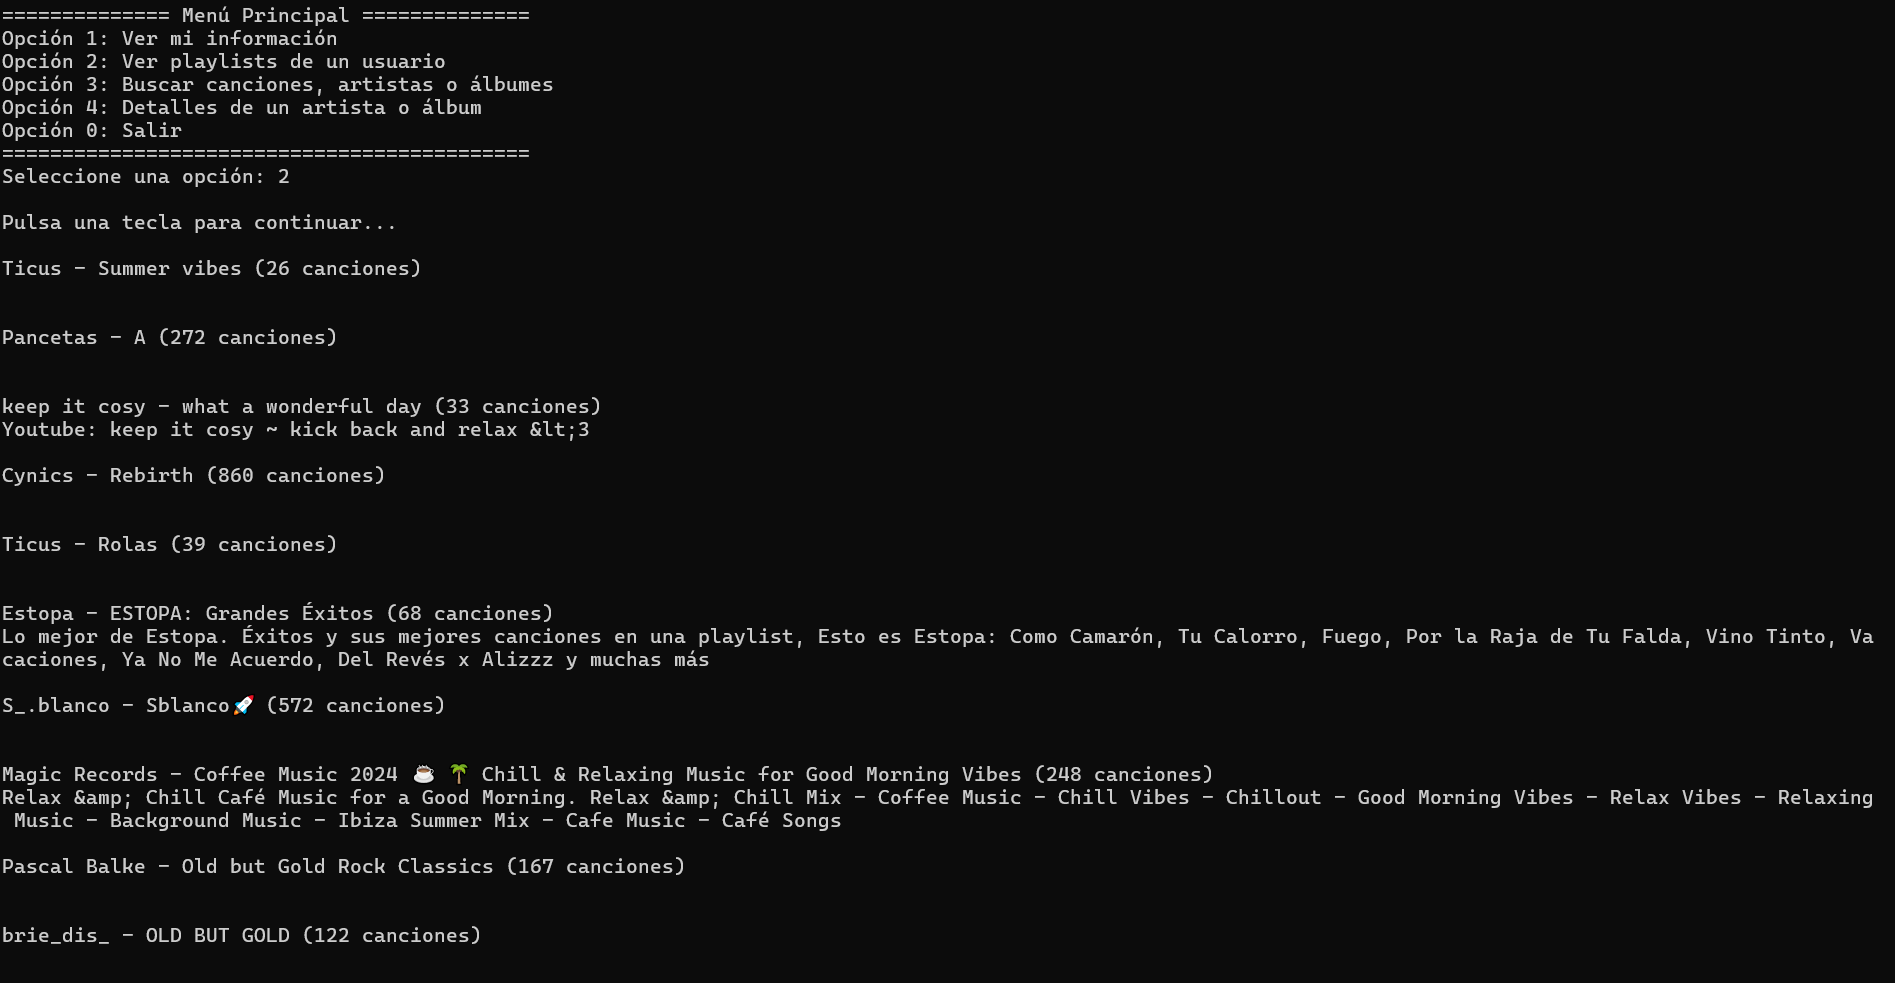 ============== Menú Principal ==============
Opción 1: Ver mi información
Opción 2: Ver playlists de un usuario
Opción 3: Buscar canciones, artistas o álbumes
Opción 4: Detalles de un artista o álbum
Opción 0: Salir
============================================
Seleccione una opción: 2
Pulsa una tecla para continuar...
Ticus - Summer vibes (26 canciones)
Pancetas - A (272 canciones)
keep it cosy - what a wonderful day (33 canciones)
Youtube: keep it cosy ~ kick back and relax &lt;3
Cynics - Rebirth (860 canciones)
Ticus - Rolas (39 canciones)
Estopa - ESTOPA: Grandes Éxitos (68 canciones)
Lo mejor de Estopa. Éxitos y sus mejores canciones en una playlist, Esto es Estopa: Como Camarón, Tu Calorro, Fuego, Por la Raja de Tu Falda, Vino Tinto, Va
caciones, Ya No Me Acuerdo, Del Revés x Alizzz y muchas más
S_.blanco - Sblanco🚀 (572 canciones)
Magic Records - Coffee Music 2024 ☕ 🌴 Chill & Relaxing Music for Good Morning Vibes (248 canciones)
Relax &amp; Chill Café Music for a Good Morning. Relax &amp; Chill Mix - Coffee Music - Chill Vibes - Chillout - Good Morning Vibes - Relax Vibes - Relaxing
 Music - Background Music - Ibiza Summer Mix - Cafe Music - Café Songs
Pascal Balke - Old but Gold Rock Classics (167 canciones)
brie_dis_ - OLD BUT GOLD (122 canciones)